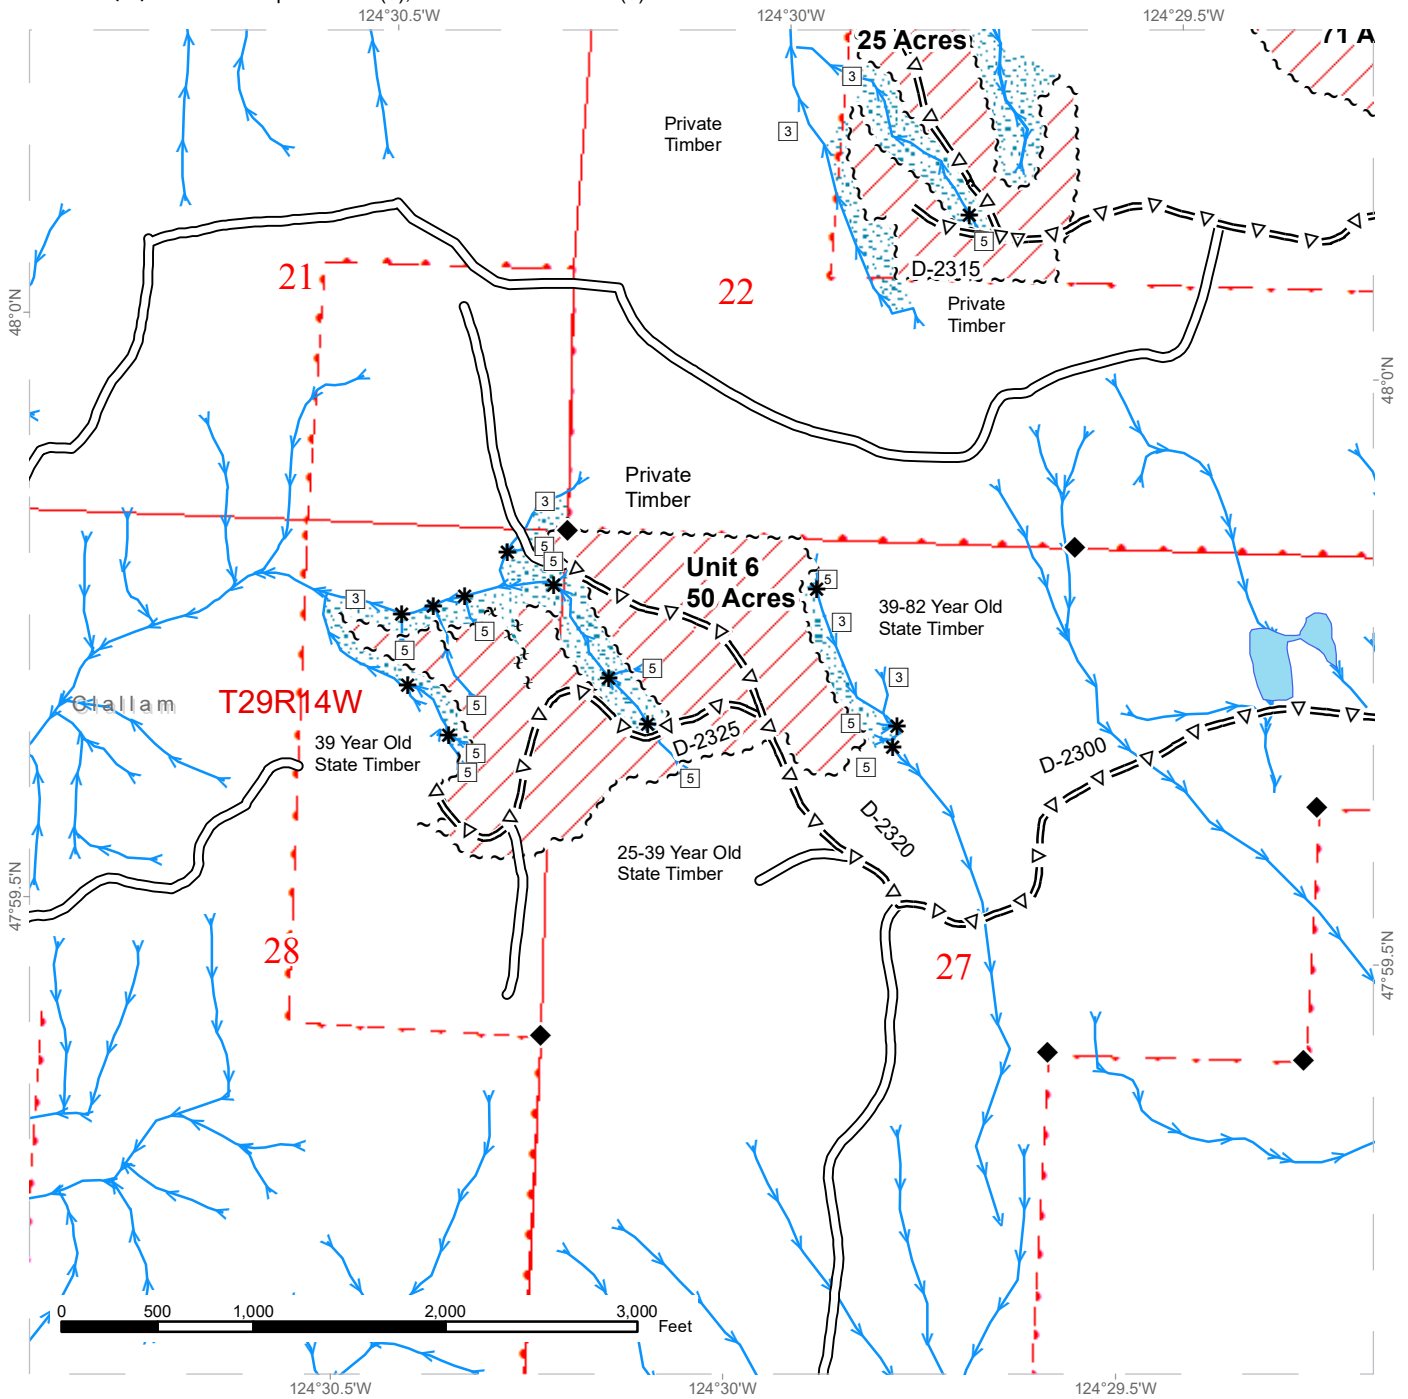 124°30.5'W
124°30'W
124°29.5'W
25 Acres
3
Private
Timber
3
5
D-2315
21
22
Private
Timber
48°0'N
48°0'N
Private
Timber
3
5
5
Unit 6
50 Acres
5
3
39-82 Year Old
State Timber
3
5
5
5
3
Clallam
T29R14W
5
5
39 Year Old
State Timber
5
5
D-2325
5
5
D-2300
D-2320
25-39 Year Old
State Timber
47°59.5'N
28
27
47°59.5'N
0
500
1,000
2,000
3,000
Feet
124°30.5'W
124°30'W
124°29.5'W